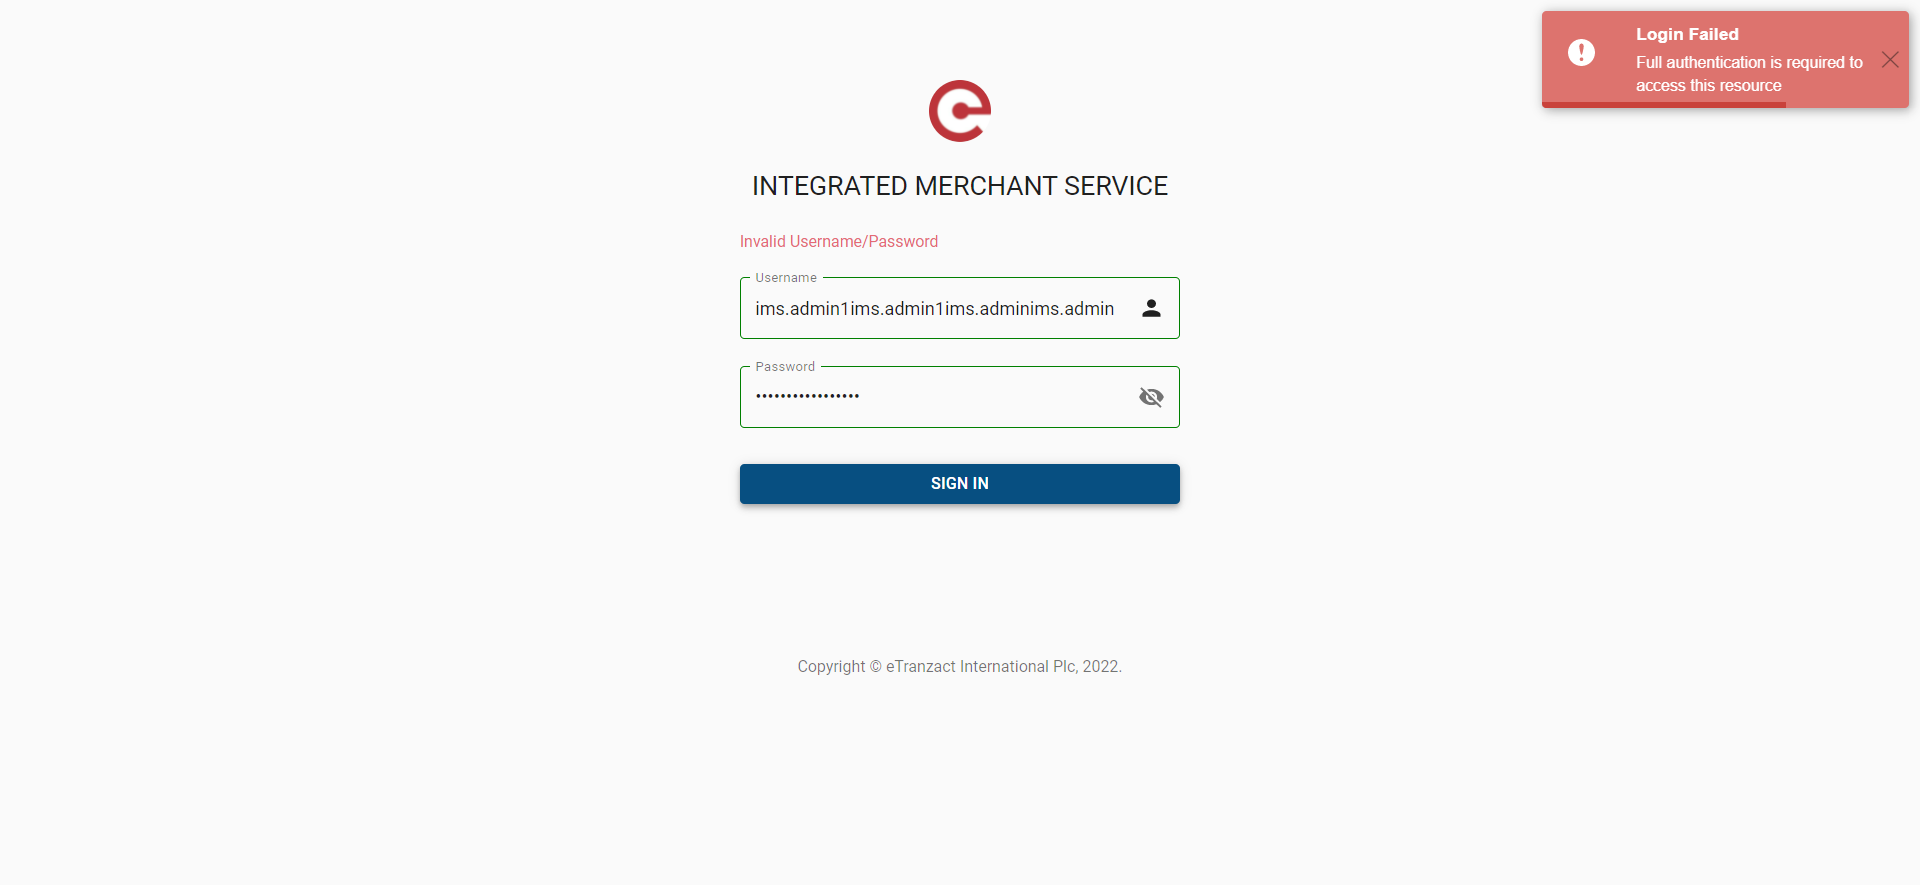 Login Failed
Full authentication is required to
access this resource
INTEGRATED MERCHANT SERVICE
Invalid Username/Password
Username
ims.admin1ims.admin1ims.adminims.admin
Password
•••••••••••••••••
SIGN IN
Copyright © eTranzact International Plc, 2022.